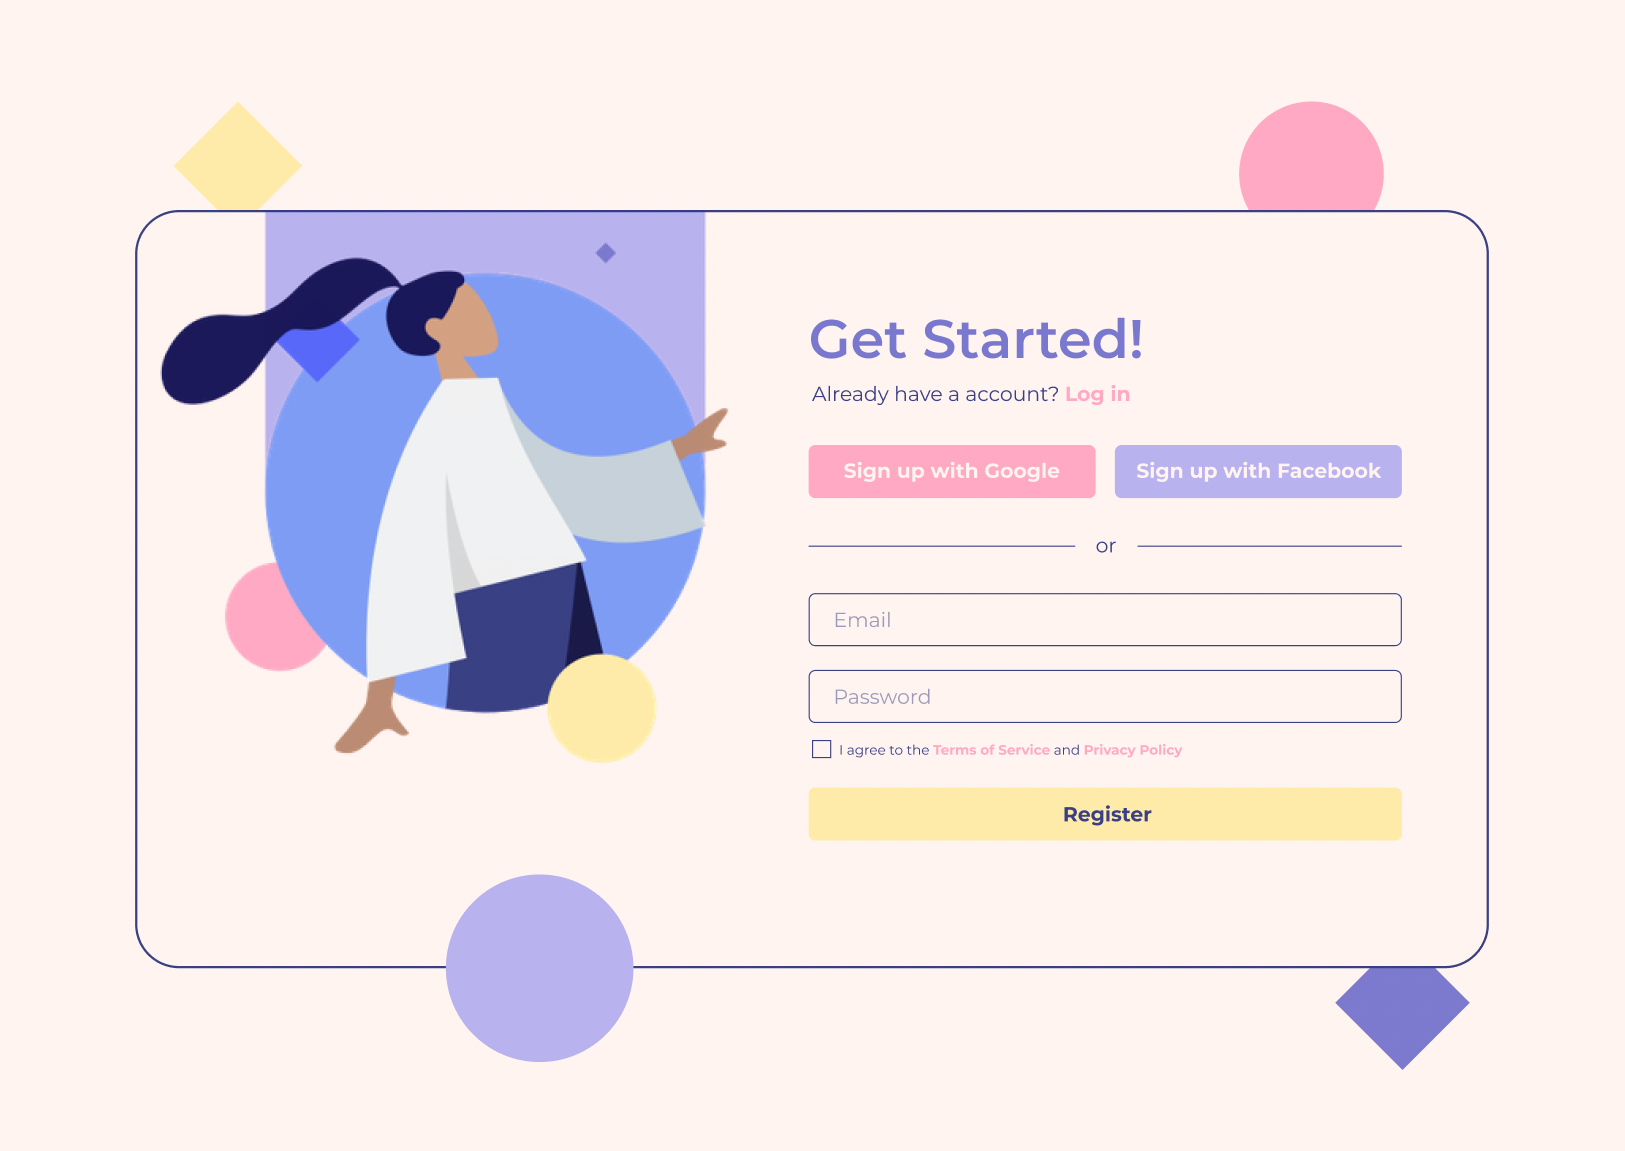 Get Started!
Already have a account? Log in
Sign up with Google
Sign up with Facebook
or
Email
Password
I agree to the Terms of Service and Privacy Policy
Register